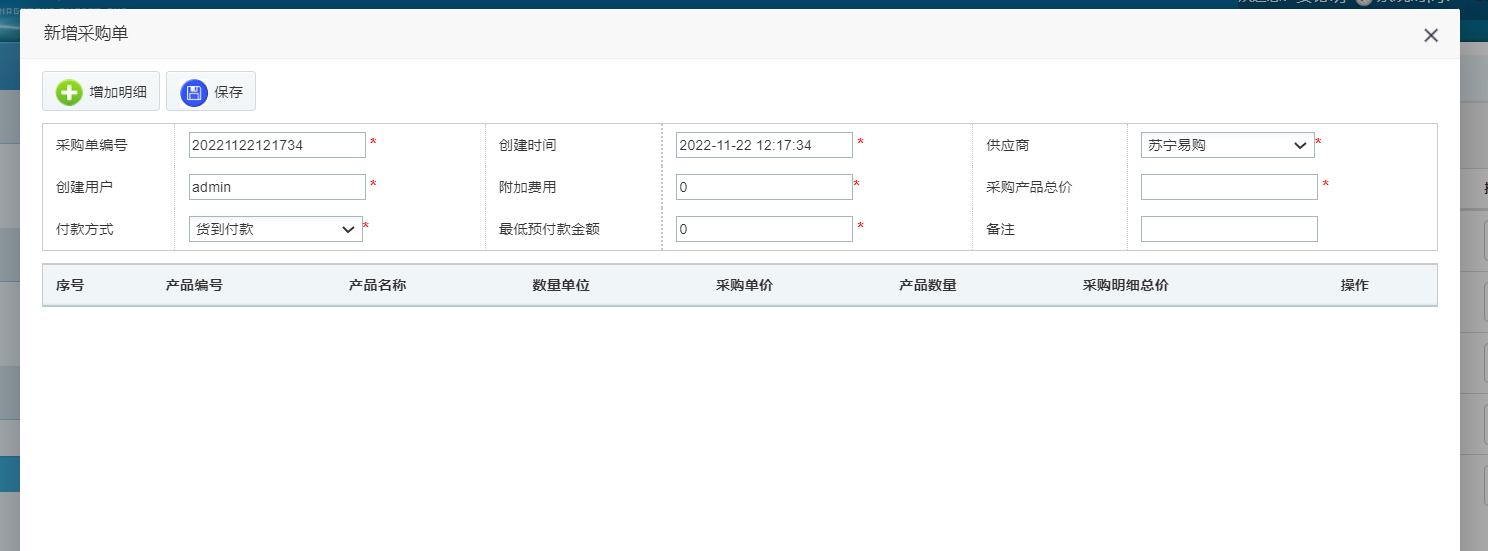 新增采购单
增加明细 保存
采购单编号 20221122121734 * 创建时间 2022-11-22 12:17:34 * 供应商 苏宁易购 *
创建用户 admin * 附加费用 0 * 采购产品总价 *
付款方式 货到付款 * 最低预付款金额 0 * 备注
序号 产品编号 产品名称 数量单位 采购单价 产品数量 采购明细总价 操作